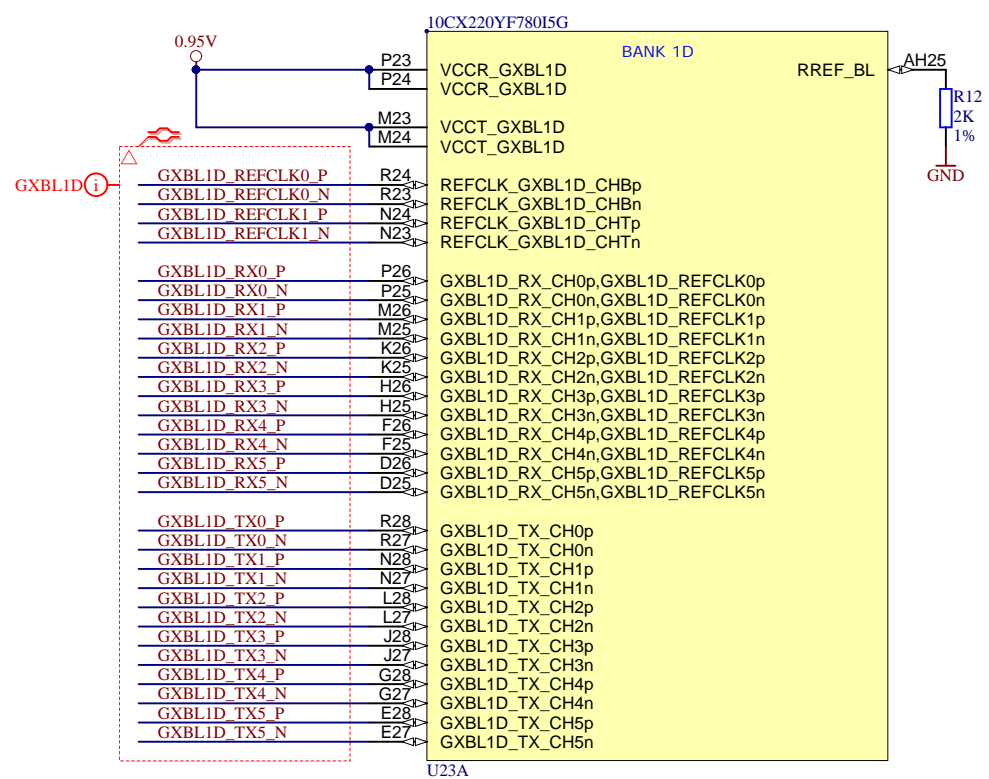 10CX220YF780I5G
BANK 1D
0.95V
P23 VCCR_GXBL1D
P24 VCCR_GXBL1D
RREF_BL AH25
R12
2K
1%
GND
M23 VCCT_GXBL1D
M24 VCCT_GXBL1D
GXBL1D i
GXBL1D_REFCLK0_P R24 REFCLK_GXBL1D_CHBp
GXBL1D_REFCLK0_N R23 REFCLK_GXBL1D_CHBn
GXBL1D_REFCLK1_P N24 REFCLK_GXBL1D_CHTp
GXBL1D_REFCLK1_N N23 REFCLK_GXBL1D_CHTn
GXBL1D_RX0_P P26 GXBL1D_RX_CH0p,GXBL1D_REFCLK0p
GXBL1D_RX0_N P25 GXBL1D_RX_CH0n,GXBL1D_REFCLK0n
GXBL1D_RX1_P M26 GXBL1D_RX_CH1p,GXBL1D_REFCLK1p
GXBL1D_RX1_N M25 GXBL1D_RX_CH1n,GXBL1D_REFCLK1n
GXBL1D_RX2_P K26 GXBL1D_RX_CH2p,GXBL1D_REFCLK2p
GXBL1D_RX2_N K25 GXBL1D_RX_CH2n,GXBL1D_REFCLK2n
GXBL1D_RX3_P H26 GXBL1D_RX_CH3p,GXBL1D_REFCLK3p
GXBL1D_RX3_N H25 GXBL1D_RX_CH3n,GXBL1D_REFCLK3n
GXBL1D_RX4_P F26 GXBL1D_RX_CH4p,GXBL1D_REFCLK4p
GXBL1D_RX4_N F25 GXBL1D_RX_CH4n,GXBL1D_REFCLK4n
GXBL1D_RX5_P D26 GXBL1D_RX_CH5p,GXBL1D_REFCLK5p
GXBL1D_RX5_N D25 GXBL1D_RX_CH5n,GXBL1D_REFCLK5n
GXBL1D_TX0_P R28 GXBL1D_TX_CH0p
GXBL1D_TX0_N R27 GXBL1D_TX_CH0n
GXBL1D_TX1_P N28 GXBL1D_TX_CH1p
GXBL1D_TX1_N N27 GXBL1D_TX_CH1n
GXBL1D_TX2_P L28 GXBL1D_TX_CH2p
GXBL1D_TX2_N L27 GXBL1D_TX_CH2n
GXBL1D_TX3_P J28 GXBL1D_TX_CH3p
GXBL1D_TX3_N J27 GXBL1D_TX_CH3n
GXBL1D_TX4_P G28 GXBL1D_TX_CH4p
GXBL1D_TX4_N G27 GXBL1D_TX_CH4n
GXBL1D_TX5_P E28 GXBL1D_TX_CH5p
GXBL1D_TX5_N E27 GXBL1D_TX_CH5n
U23A